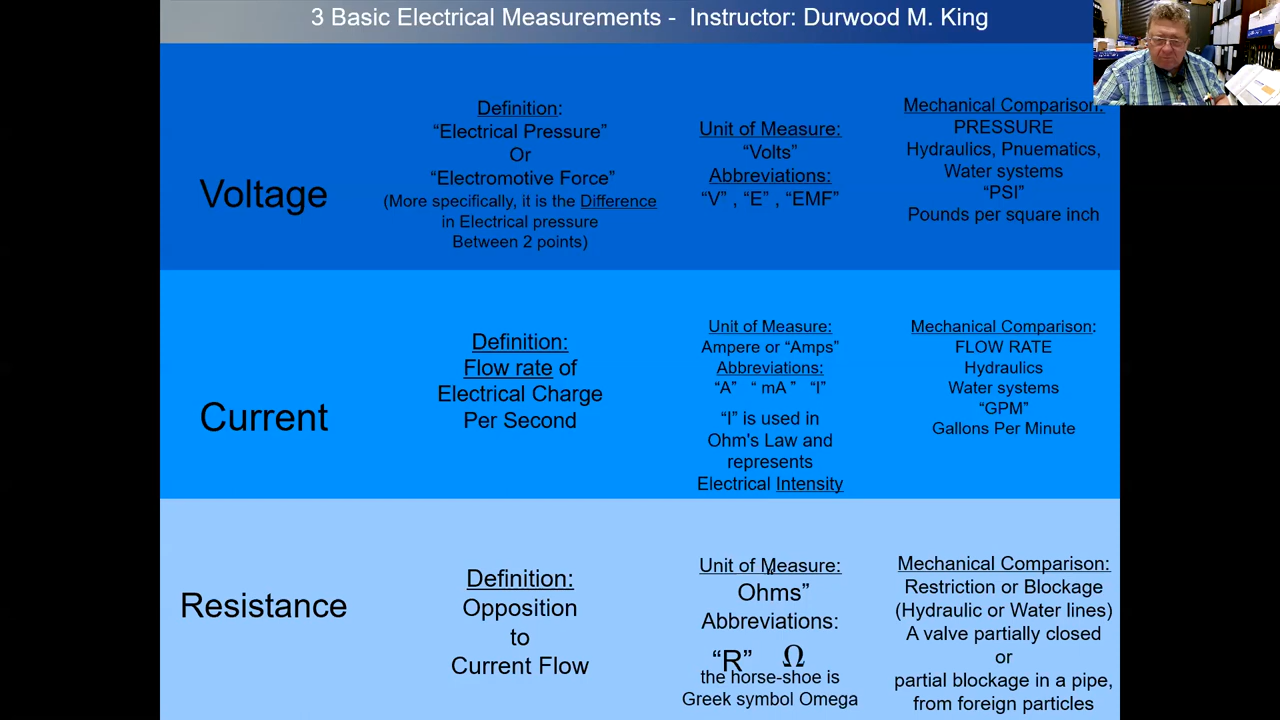 3 Basic Electrical Measurements -  Instructor: Durwood M. King
Voltage
Definition:
“Electrical Pressure”
Or
“Electromotive Force”
(More specifically, it is the Difference
in Electrical pressure
Between 2 points)
Unit of Measure:
“Volts”
Abbreviations:
“V” , “E” , “EMF”
Mechanical Comparison:
PRESSURE
Hydraulics, Pnuematics,
Water systems
“PSI”
Pounds per square inch
Current
Definition:
Flow rate of
Electrical Charge
Per Second
Unit of Measure:
Ampere or “Amps”
Abbreviations:
“A”   “ mA ”   “I”
“I” is used in
Ohm's Law and
represents
Electrical Intensity
Mechanical Comparison:
FLOW RATE
Hydraulics
Water systems
“GPM”
Gallons Per Minute
Resistance
Definition:
Opposition
to
Current Flow
Unit of Measure:
Ohms”
Abbreviations:
“R”   Ω
the horse-shoe is
Greek symbol Omega
Mechanical Comparison:
Restriction or Blockage
(Hydraulic or Water lines)
A valve partially closed
or
partial blockage in a pipe,
from foreign particles